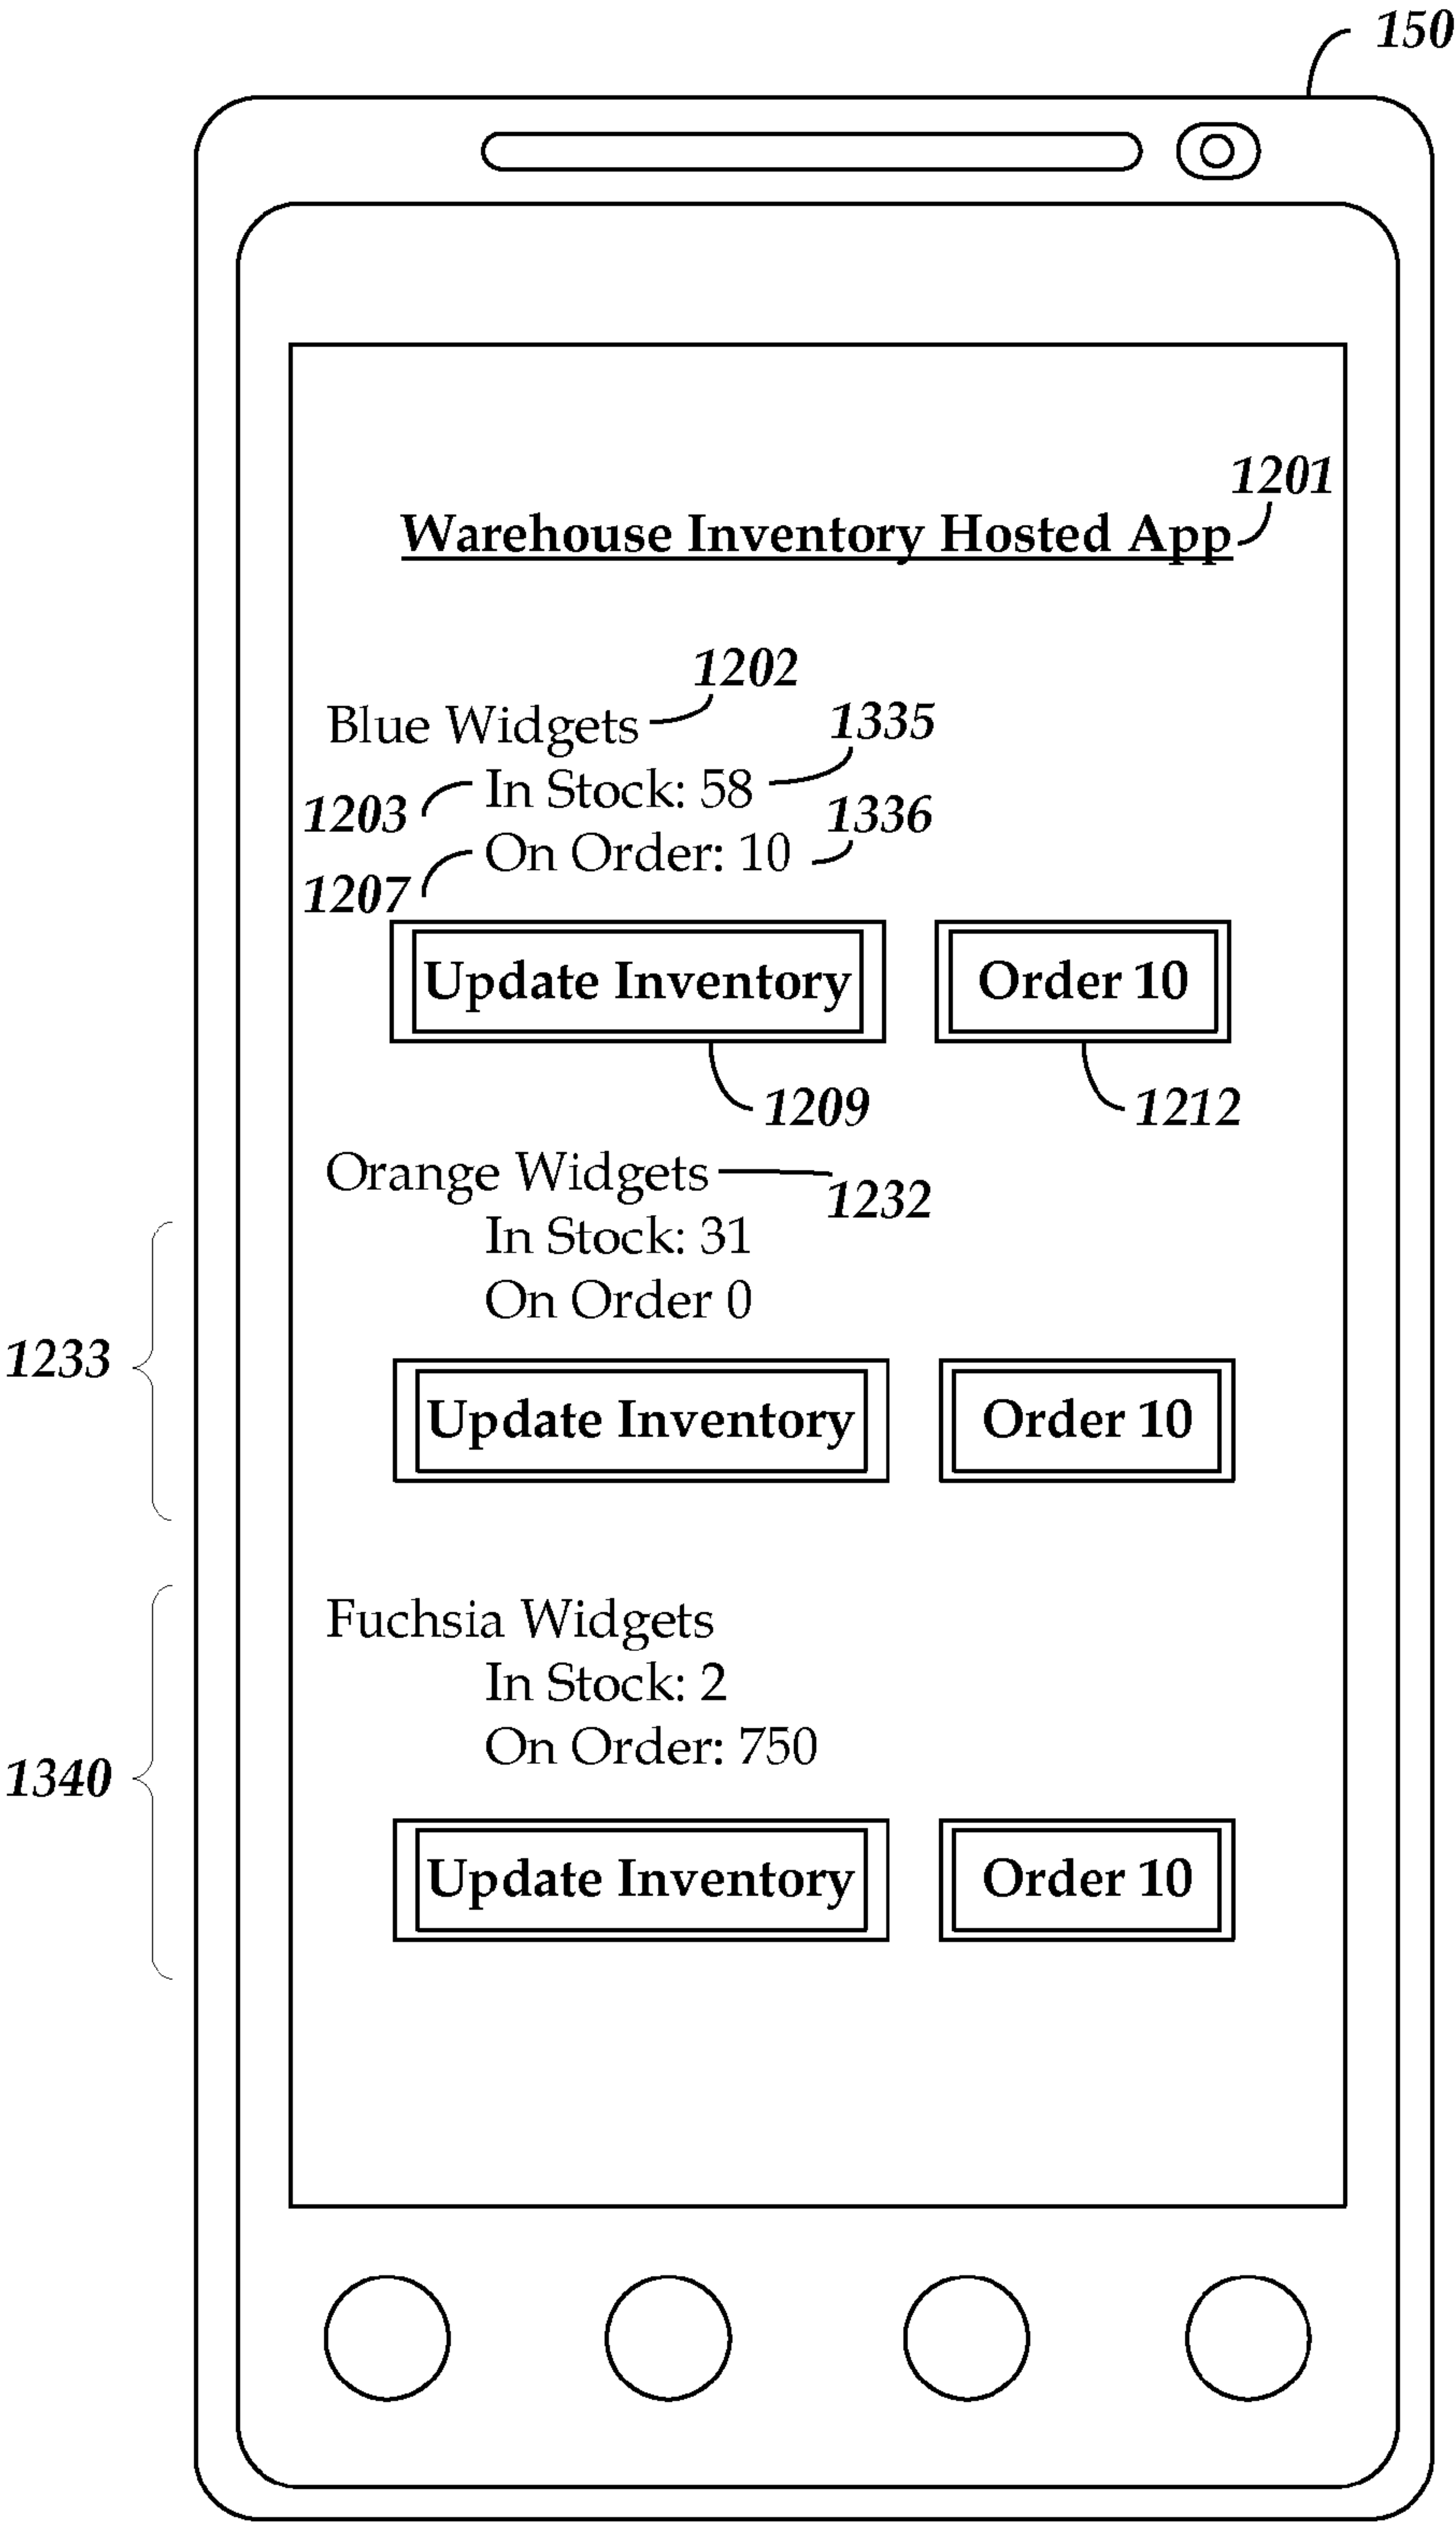 150
1201
Warehouse Inventory Hosted App
1202
Blue Widgets
1335
1203
In Stock: 58
1336
On Order: 10
1207
Update Inventory
Order 10
1209
1212
Orange Widgets
1232
In Stock: 31
On Order 0
1233
Update Inventory
Order 10
Fuchsia Widgets
In Stock: 2
On Order: 750
1340
Update Inventory
Order 10